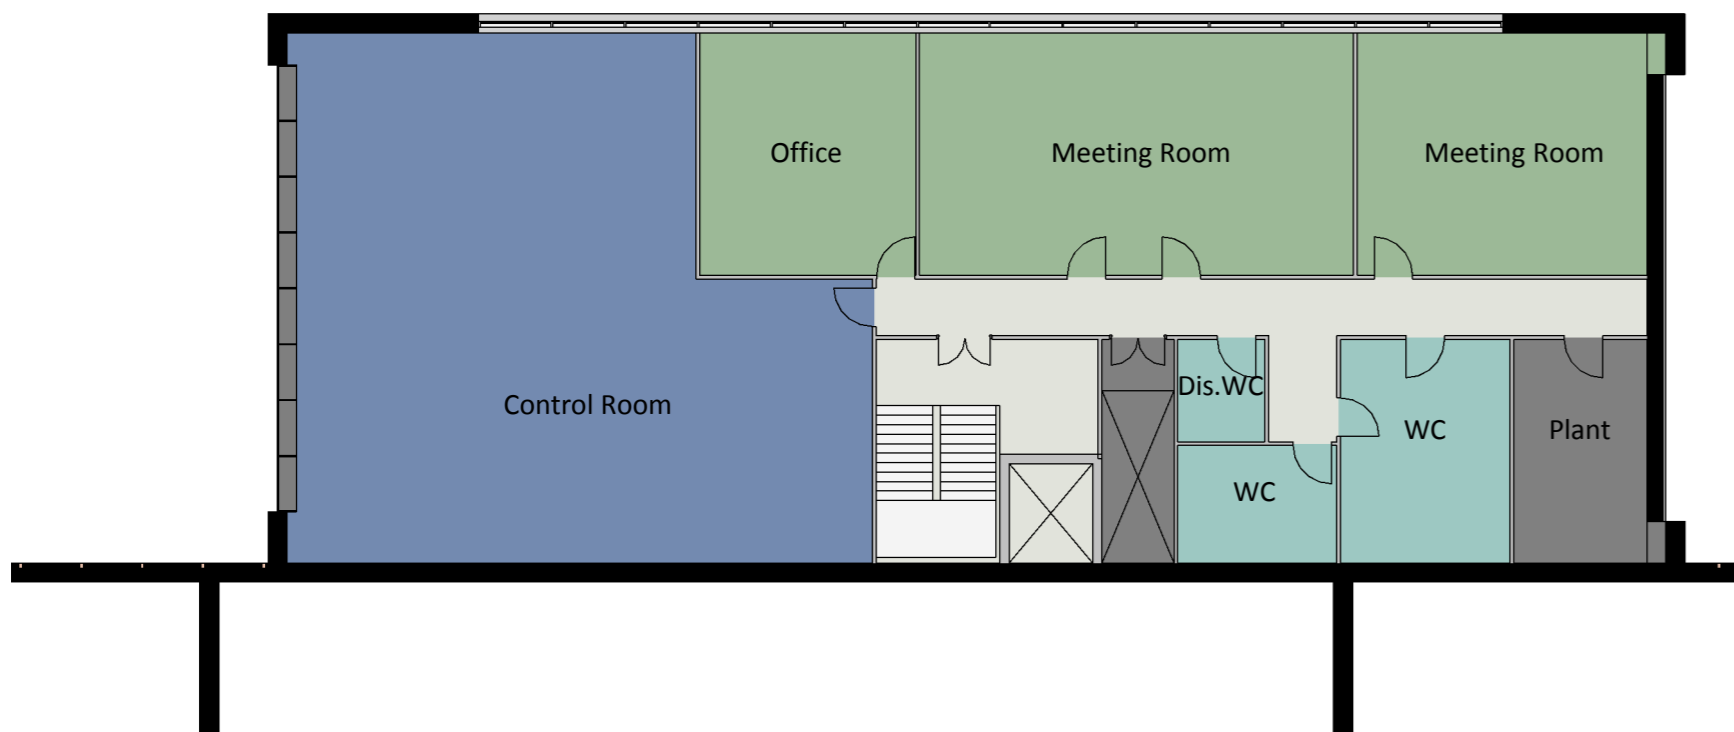 Office
Meeting Room
Meeting Room
Control Room
Dis.WC
WC
Plant
WC